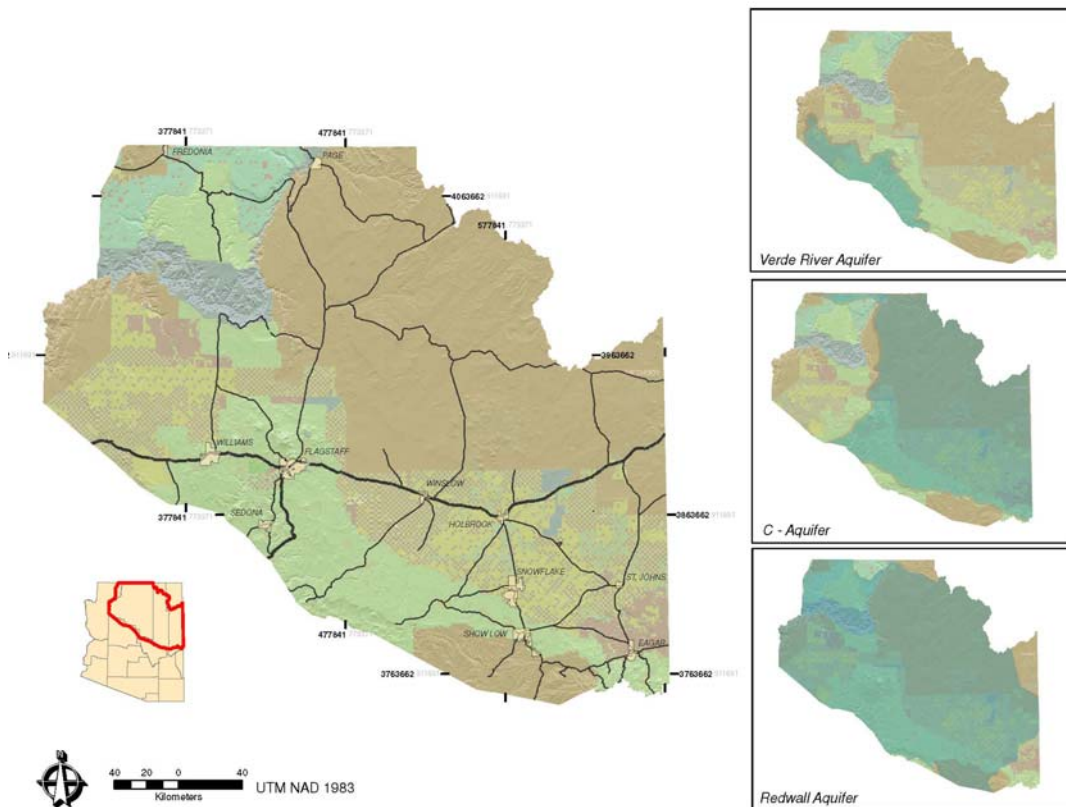 377841
477841
FREDONIA
PAGE
4063662
577841
3963662
WILLIAMS
FLAGSTAFF
WINSLOW
377841
SEDONA
HOLBROOK
3863662
SNOWFLAKE
ST. JOHNS
477841
SHOW LOW
EAGAR
3763662
3763662
40 20 0 40
Kilometers
UTM NAD 1983
Verde River Aquifer
C - Aquifer
Redwall Aquifer